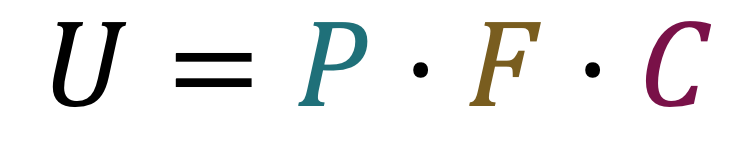 U = P · F · C